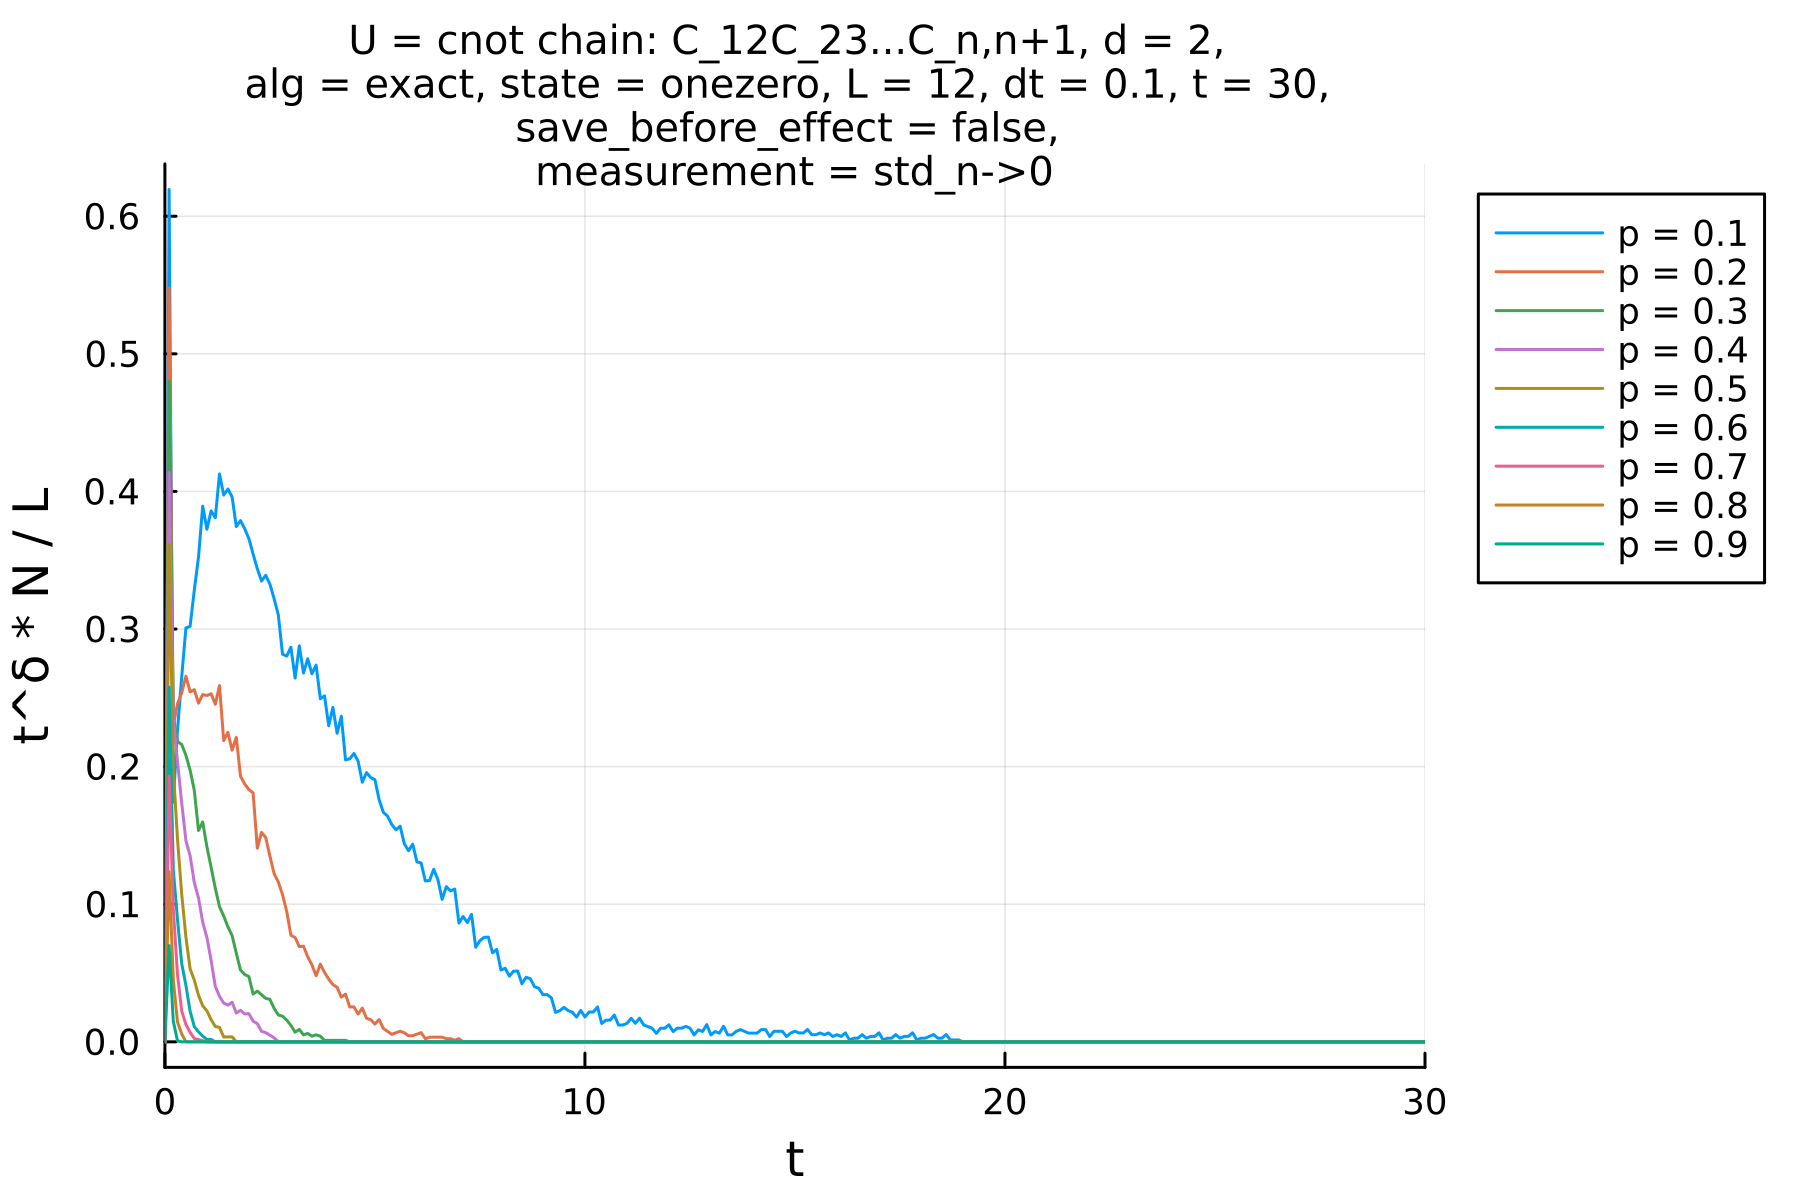 U = cnot chain: C_12C_23...C_n,n+1, d = 2,
alg = exact, state = onezero, L = 12, dt = 0.1, t = 30,
save_before_effect = false,
measurement = std_n->0
t^δ * N / L
0.6
0.5
0.4
0.3
0.2
0.1
0.0
0 10 20 30
t
p = 0.1
p = 0.2
p = 0.3
p = 0.4
p = 0.5
p = 0.6
p = 0.7
p = 0.8
p = 0.9